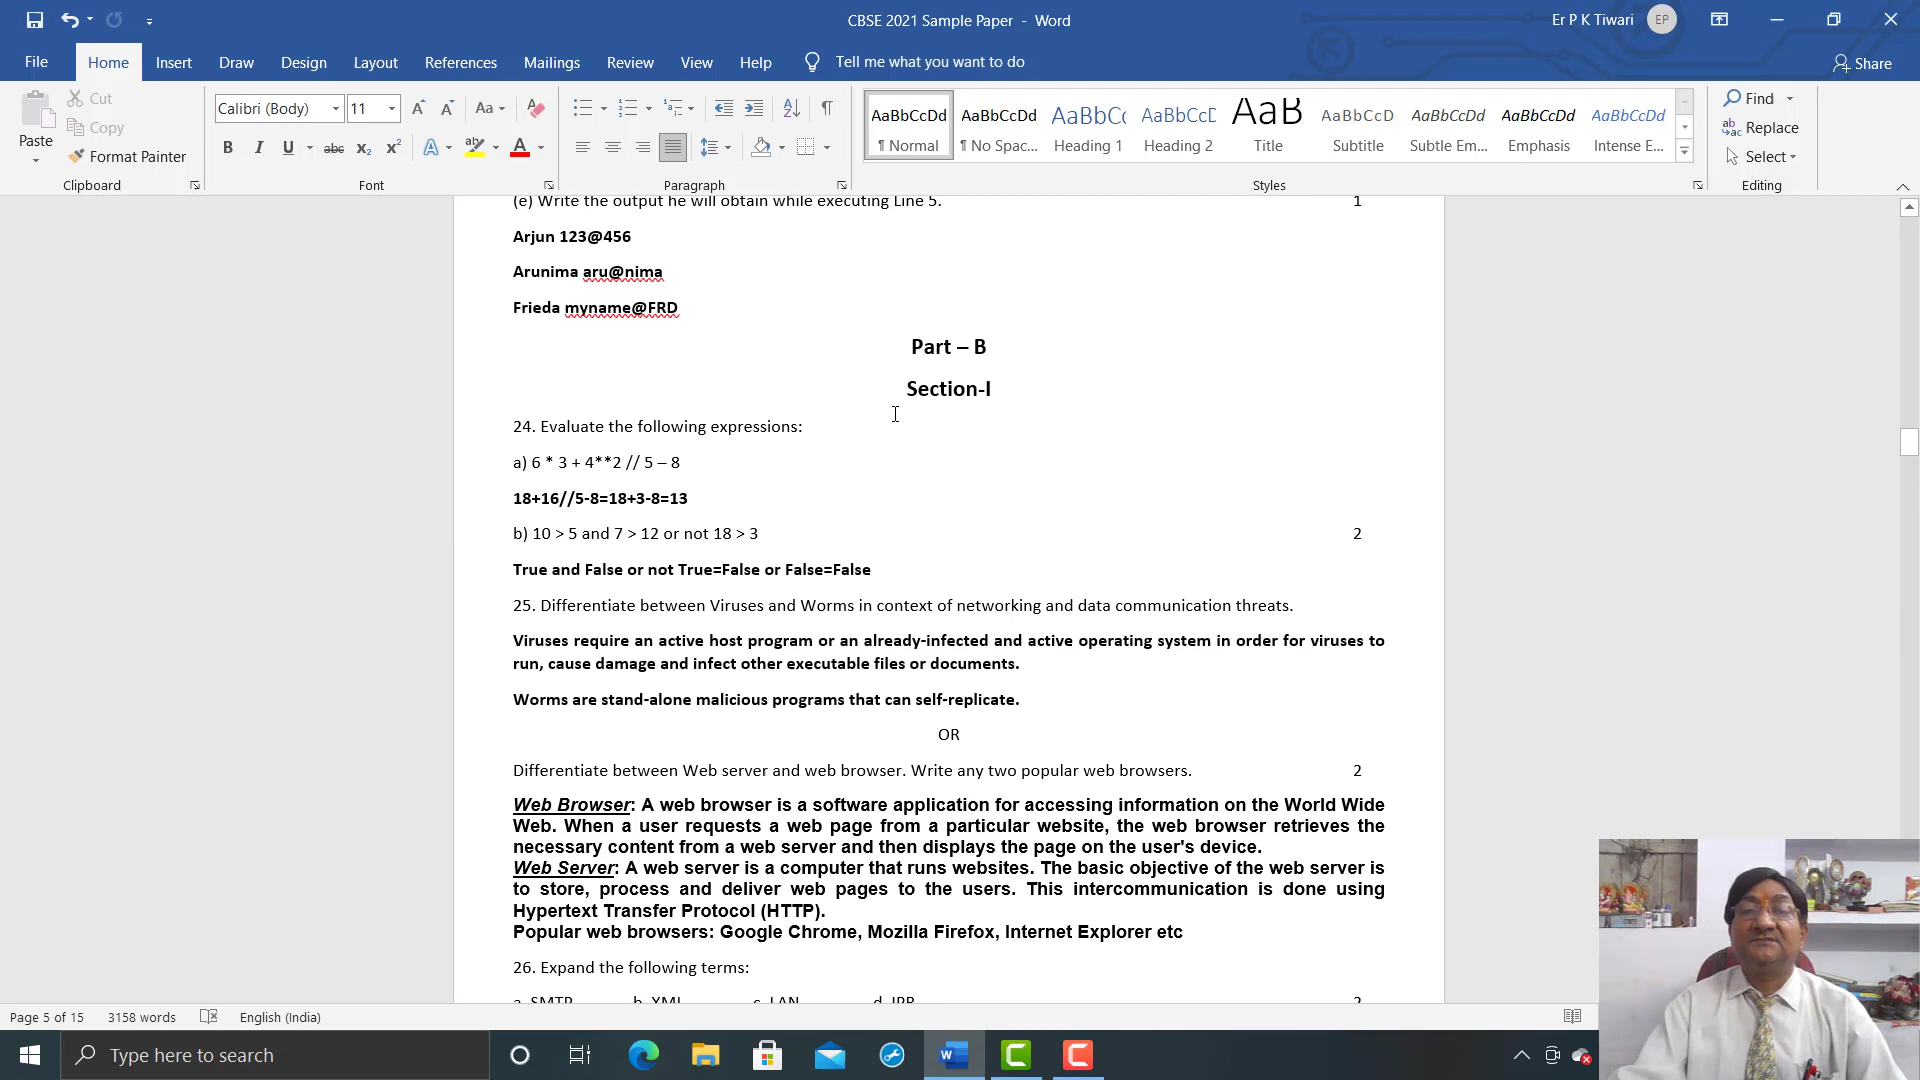 CBSE 2021 Sample Paper - Word
Er P K Tiwari EP
File Home Insert Draw Design Layout References Mailings Review View Help Tell me what you want to do Share
Paste
Cut
Copy
Format Painter
Clipboard
Calibri (Body) 11
Font
Paragraph
AaBbCcDd AaBbCcDd AaBbC( AaBbCcD AaB AaBbCcD AaBbCcDd AaBbCcDd AaBbCcDd
¶ Normal ¶ No Spac... Heading 1 Heading 2 Title Subtitle Subtle Em... Emphasis Intense E...
Styles
Find
Replace
Select
Editing
(e) Write the output he will obtain while executing Line 5. 1
Arjun 123@456
Arunima aru@nima
Frieda myname@FRD
Part – B
Section-I
24. Evaluate the following expressions:
a) 6 * 3 + 4**2 // 5 – 8
18+16//5-8=18+3-8=13
b) 10 > 5 and 7 > 12 or not 18 > 3 2
True and False or not True=False or False=False
25. Differentiate between Viruses and Worms in context of networking and data communication threats.
Viruses require an active host program or an already-infected and active operating system in order for viruses to
run, cause damage and infect other executable files or documents.
Worms are stand-alone malicious programs that can self-replicate.
OR
Differentiate between Web server and web browser. Write any two popular web browsers. 2
Web Browser: A web browser is a software application for accessing information on the World Wide
Web. When a user requests a web page from a particular website, the web browser retrieves the
necessary content from a web server and then displays the page on the user's device.
Web Server: A web server is a computer that runs websites. The basic objective of the web server is
to store, process and deliver web pages to the users. This intercommunication is done using
Hypertext Transfer Protocol (HTTP).
Popular web browsers: Google Chrome, Mozilla Firefox, Internet Explorer etc
26. Expand the following terms:
a. SMTP b. XML c. LAN d. IPR 2
Page 5 of 15 3158 words English (India)
Type here to search